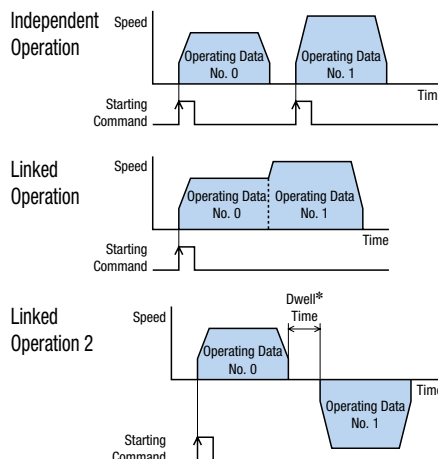 Independent
Operation
Speed
Operating Data
No. 0
Operating Data
No. 1
Tim
Starting
Command
Linked
Operation
Speed
Operating Data
No. 0
Operating Data
No. 1
Time
Starting
Command
Linked
Operation 2
Speed
Dwell*
Time
Operating Data
No. 0
Time
Operating Data
No. 1
Starting
Command